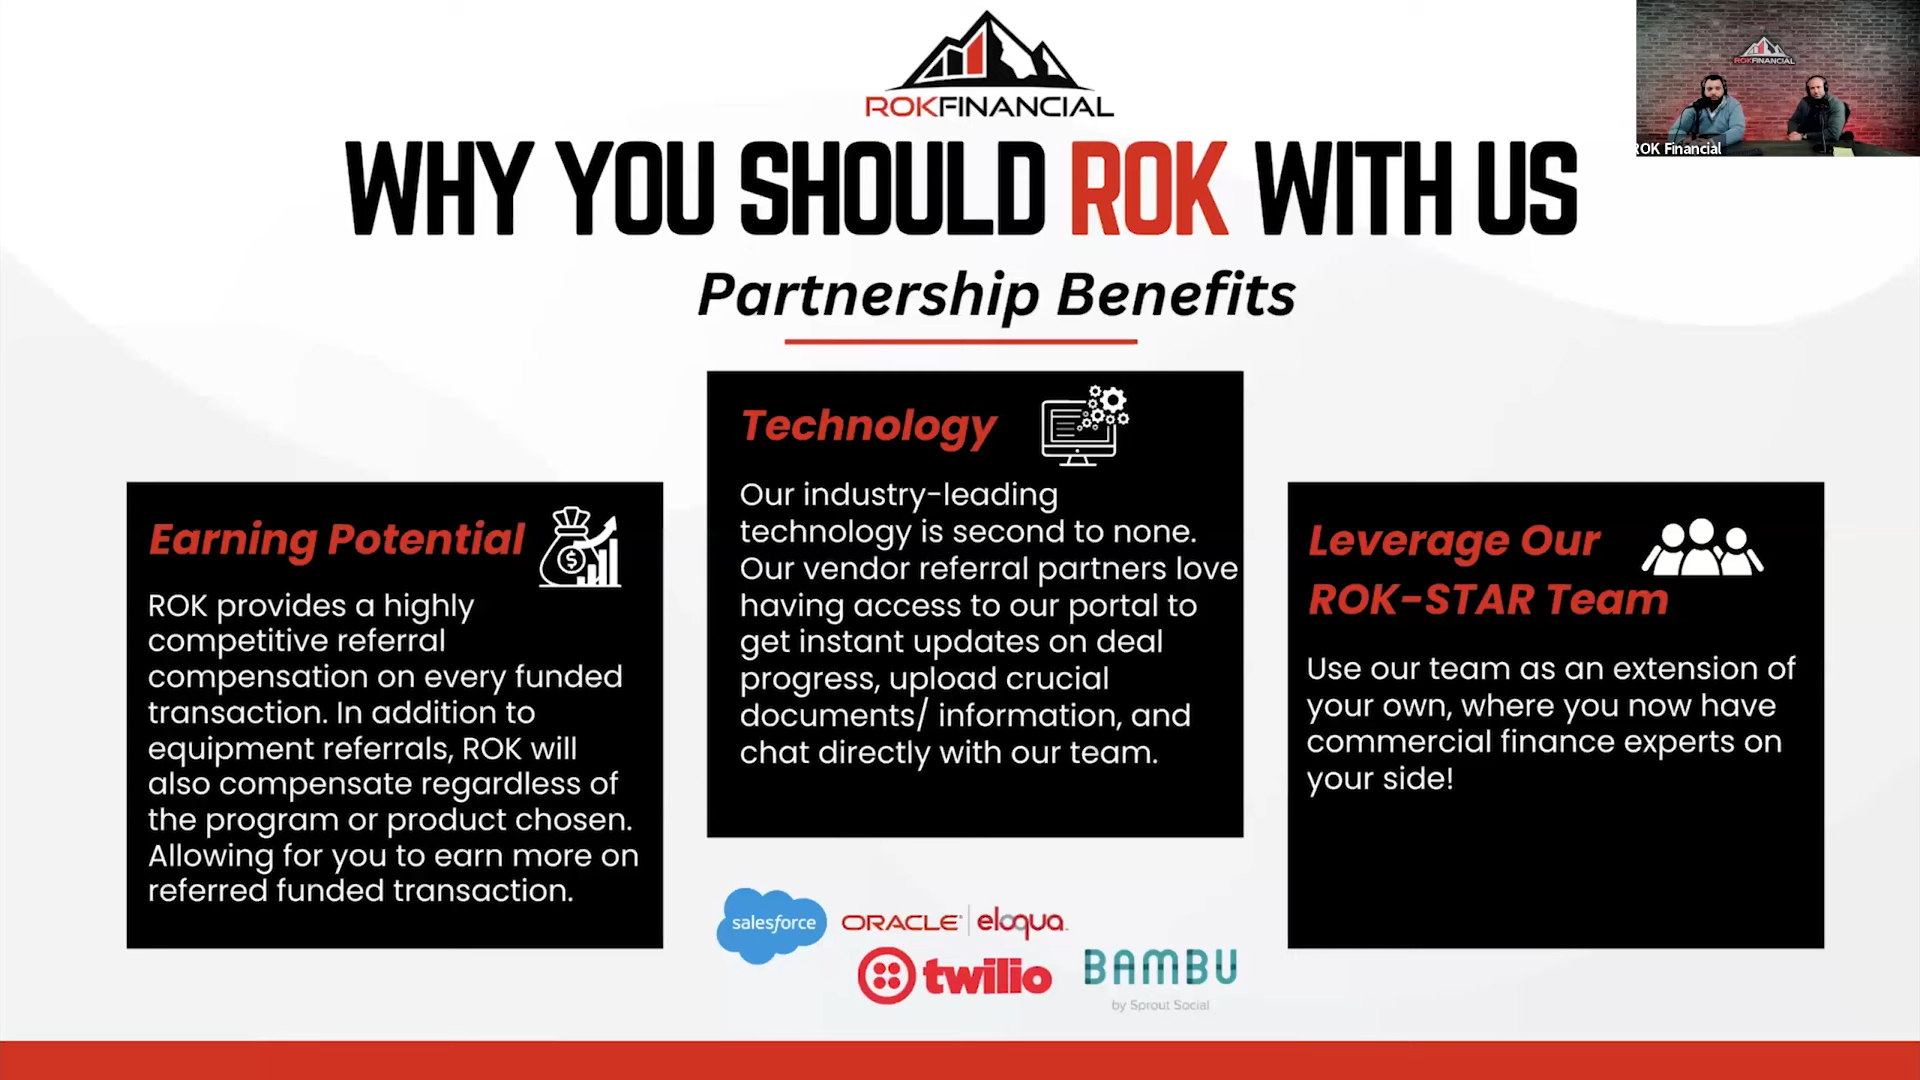 ROKFINANCIAL
ROKFINANCIAL
ROK Financial
WHY YOU SHOULD ROK WITH US
Partnership Benefits
Earning Potential
ROK provides a highly
competitive referral
compensation on every funded
transaction. In addition to
equipment referrals, ROK will
also compensate regardless of
the program or product chosen.
Allowing for you to earn more on
referred funded transaction.
Technology
Our industry-leading
technology is second to none.
Our vendor referral partners love
having access to our portal to
get instant updates on deal
progress, upload crucial
documents/ information, and
chat directly with our team.
Leverage Our
ROK-STAR Team
Use our team as an extension of
your own, where you now have
commercial finance experts on
your side!
salesforce
ORACLE | eloqua
twilio
BAMBU
by Sprout Social